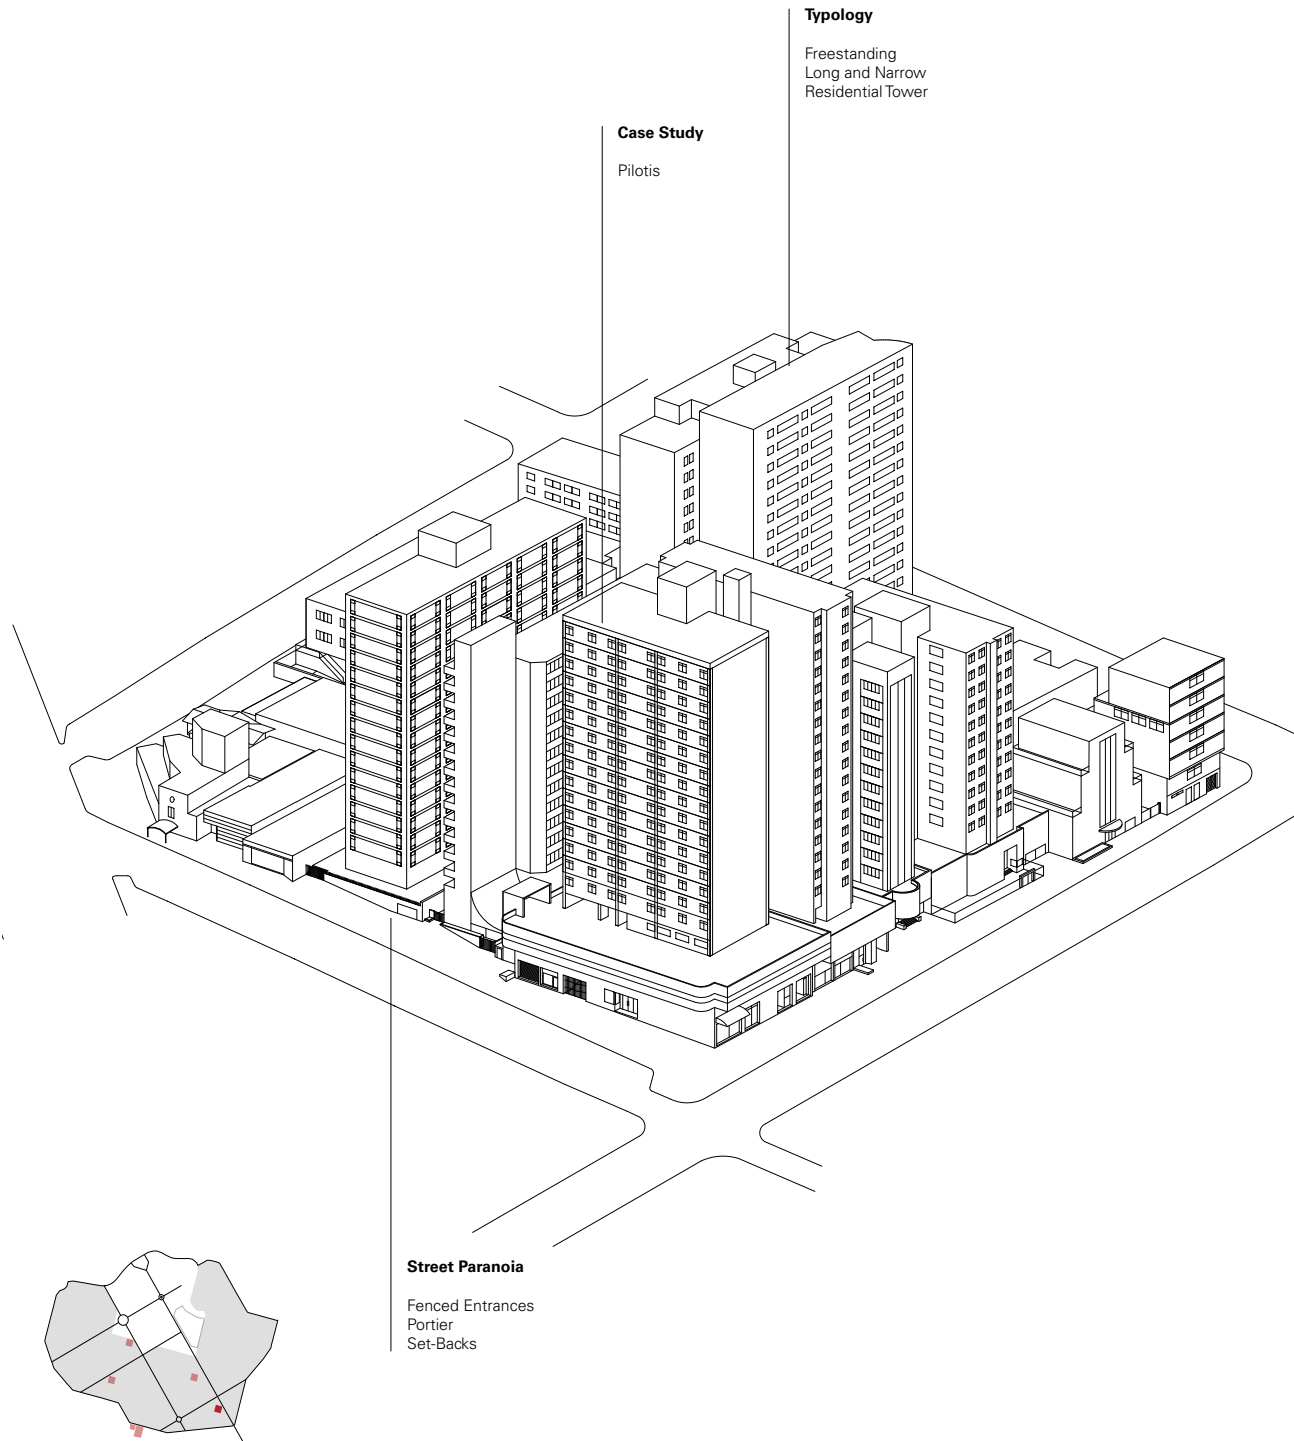 Typology
Freestanding
Long and Narrow
Residential Tower
Case Study
Pilotis
Street Paranoia
Fenced Entrances
Portier
Set-Backs